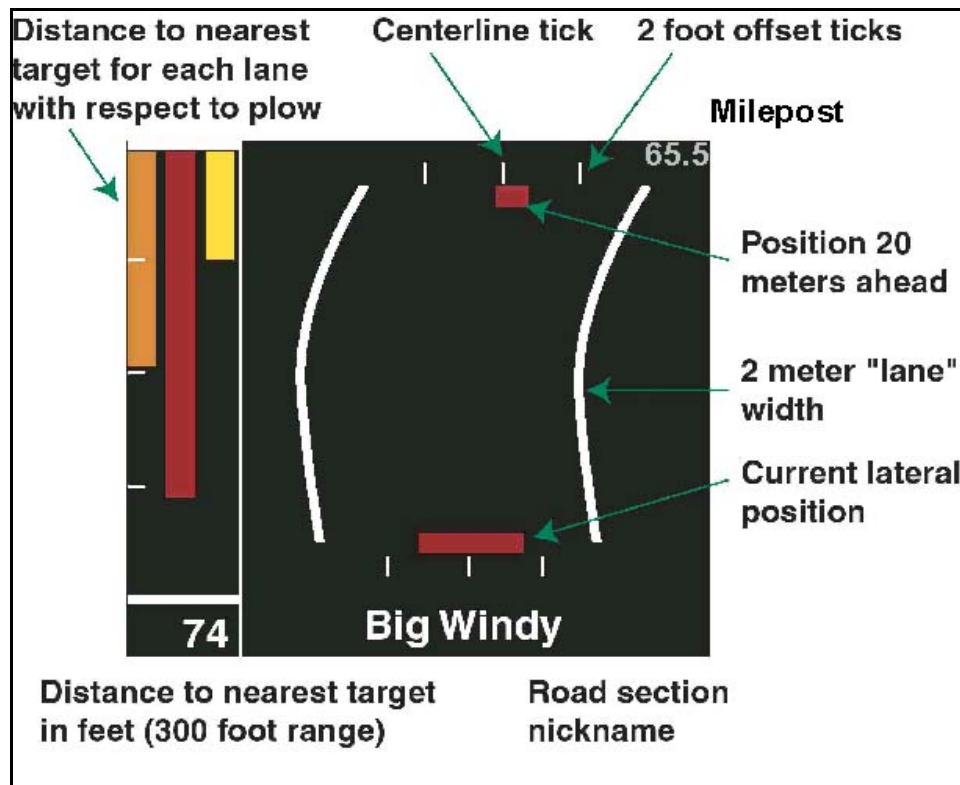 Distance to nearest
target for each lane
with respect to plow
Centerline tick
2 foot offset ticks
Milepost
65.5
Position 20
meters ahead
2 meter "lane"
width
Current lateral
position
74
Big Windy
Distance to nearest target
in feet (300 foot range)
Road section
nickname